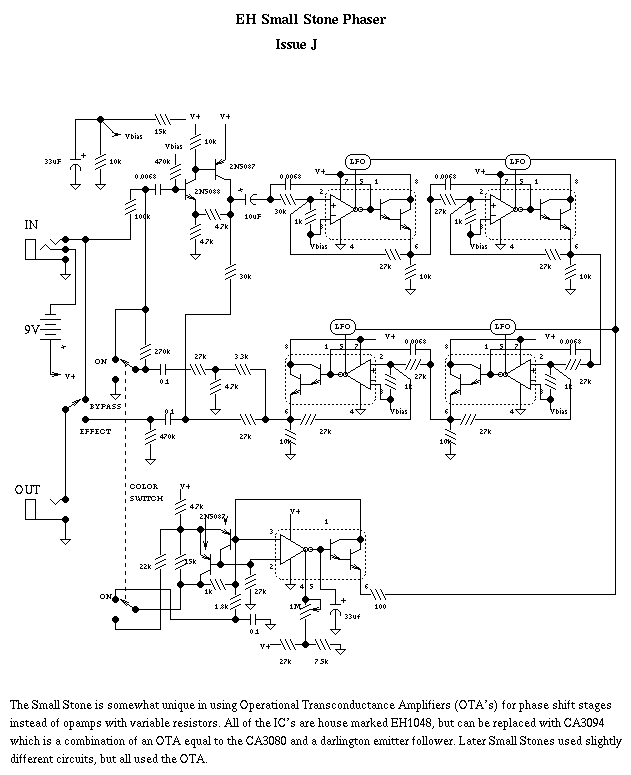 EH Small Stone Phaser
Issue J
V+
V+
15k
Vbias
33uF
10k
Vbias
470k
10k
2N5087
0.0068
2N5088
100k
4.7k
4.7k
10uF
30k
IN
9V
V+
LFO
V+
0.0068
7 5
1
8
2
30k
1k
3
Vbias
4
6
27k
10k
LFO
V+
0.0068
7 5
1
8
2
27k
1k
Vbias
4
6
27k
10k
ON
270k
0.1
27k
3.3k
4.7k
BYPASS
EFFECT
0.1
470k
27k
LFO
V+
0.0068
8
1 5 7
2
27k
1k
3
Vbias
4
6
10k
27k
LFO
V+
0.0068
8
1 5 7
2
27k
1k
3
Vbias
4
6
10k
27k
OUT
COLOR
SWITCH
V+
4.7k
2N5087
V+
1
3
22k
15k
2
1k
27k
4 5
6
100
ON
1.8k
1M
33uf
0.1
V+
27k
7.5k
The Small Stone is somewhat unique in using Operational Transconductance Amplifiers (OTA's) for phase shift stages
instead of opamps with variable resistors. All of the IC's are house marked EH1048, but can be replaced with CA3094
which is a combination of an OTA equal to the CA3080 and a darlington emitter follower. Later Small Stones used slightly
different circuits, but all used the OTA.